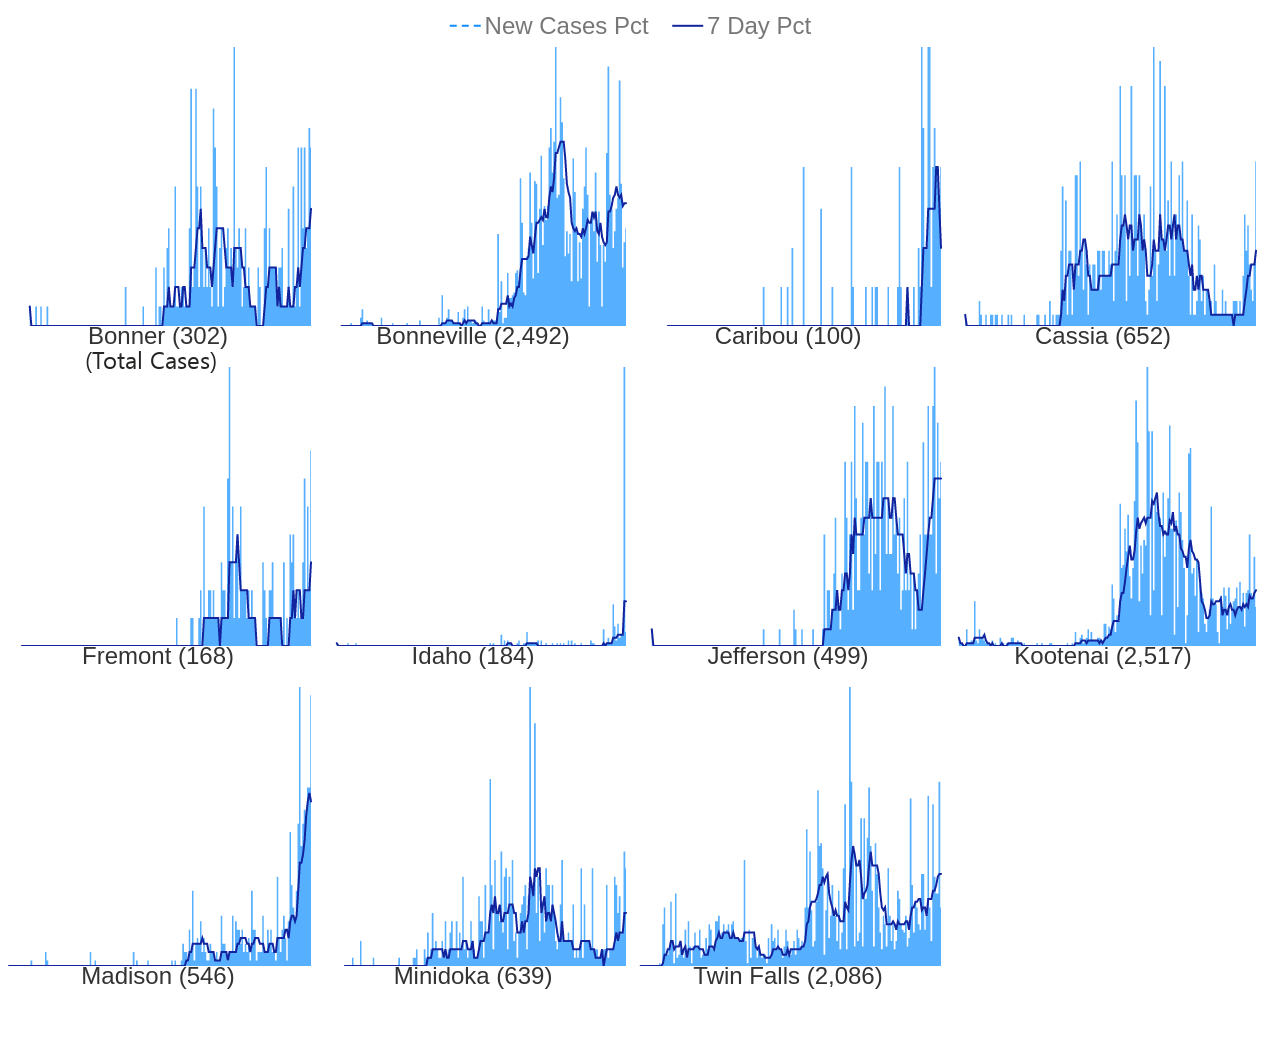 New Cases Pct 7 Day Pct
Bonner (302) Bonneville (2,492) Caribou (100) Cassia (652)
(Total Cases)
Fremont (168) Idaho (184) Jefferson (499) Kootenai (2,517)
Madison (546) Minidoka (639) Twin Falls (2,086)